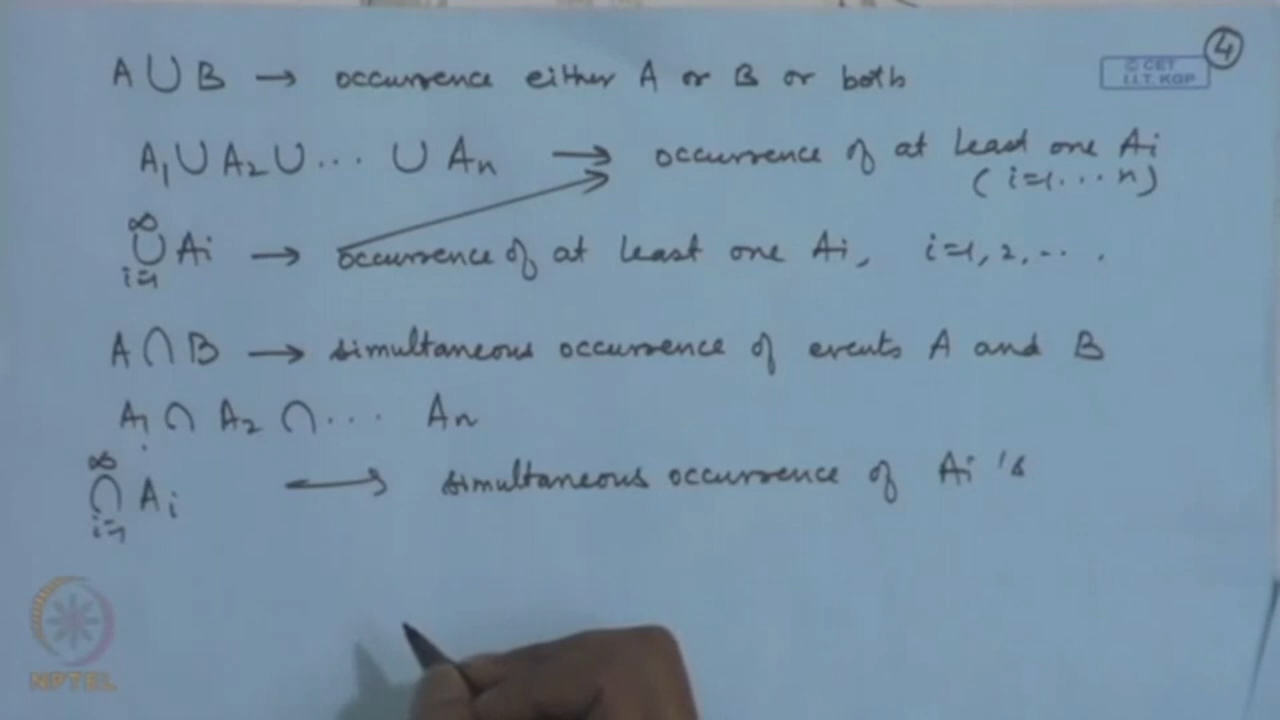 ④
© CET
I.I.T. KGP
A ∪ B → occurrence either A or B or both
A₁ ∪ A₂ ∪ ... ∪ Aₙ → occurrence of at least one Ai
(i=1...n)
∞
∪ Ai → occurrence of at least one Ai, i=1, 2, ... .
i=1
A ∩ B → simultaneous occurrence of events A and B
A₁ ∩ A₂ ∩ ... Aₙ
∞
∩ Ai → simultaneous occurrence of Ai's
i=1
NPTEL